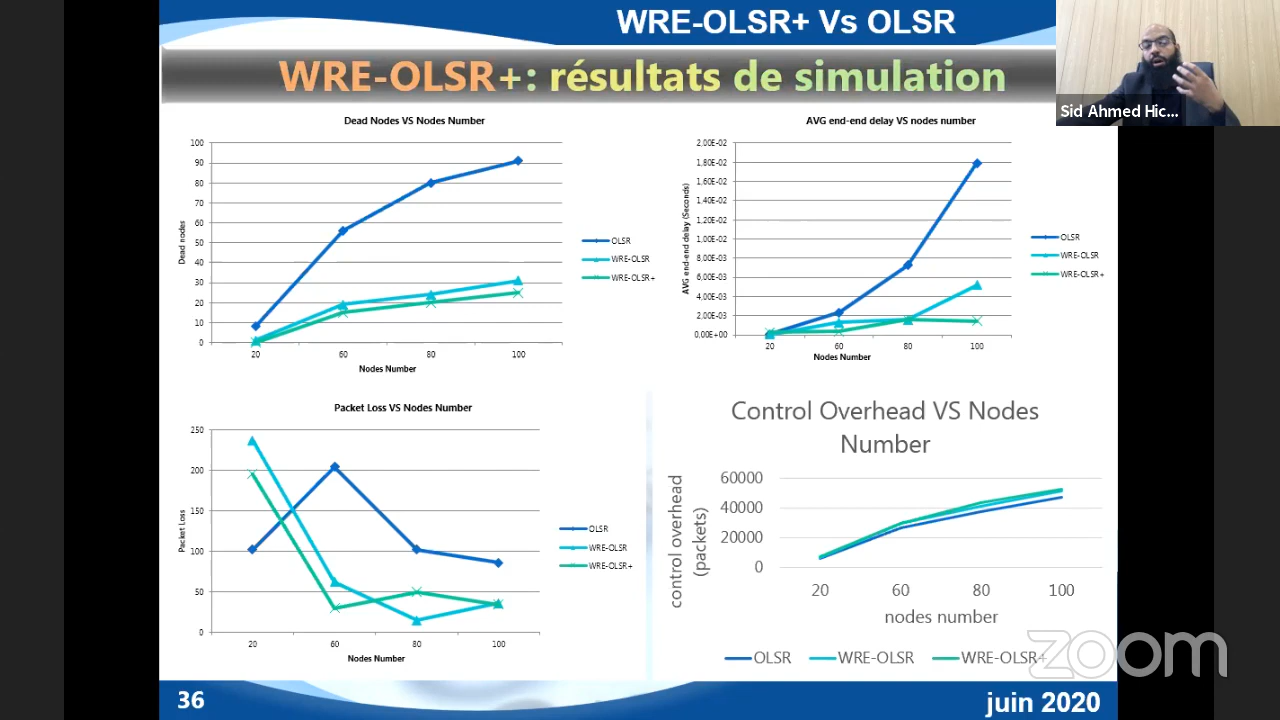 WRE-OLSR+ Vs OLSR
WRE-OLSR+: résultats de simulation
Sid Ahmed Hic...
Dead Nodes VS Nodes Number
100
90
80
70
60
50
40
30
20
10
0
Dead nodes
20 60 80 100
Nodes Number
OLSR
WRE-OLSR
WRE-OLSR+
AVG end-end delay VS nodes number
2,00E-02
1,80E-02
1,60E-02
1,40E-02
1,20E-02
1,00E-02
8,00E-03
6,00E-03
4,00E-03
2,00E-03
0,00E+00
AVG end-end delay (Seconds)
20 60 80 100
Nodes Number
OLSR
WRE-OLSR
WRE-OLSR+
Packet Loss VS Nodes Number
250
200
150
100
50
0
Packet Loss
20 60 80 100
Nodes Number
OLSR
WRE-OLSR
WRE-OLSR+
Control Overhead VS Nodes
Number
60000
40000
20000
0
control overhead
(packets)
20 60 80 100
nodes number
OLSR WRE-OLSR WRE-OLSR+
zoom
36
juin 2020